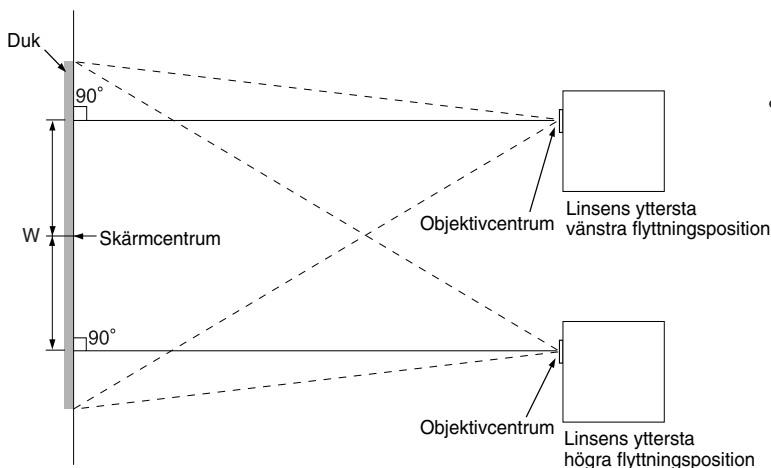 Duk
90°
Objektivcentrum
Linsens yttersta
vänstra flyttningsposition
W
Skärmcentrum
90°
Objektivcentrum
Linsens yttersta
högra flyttningsposition